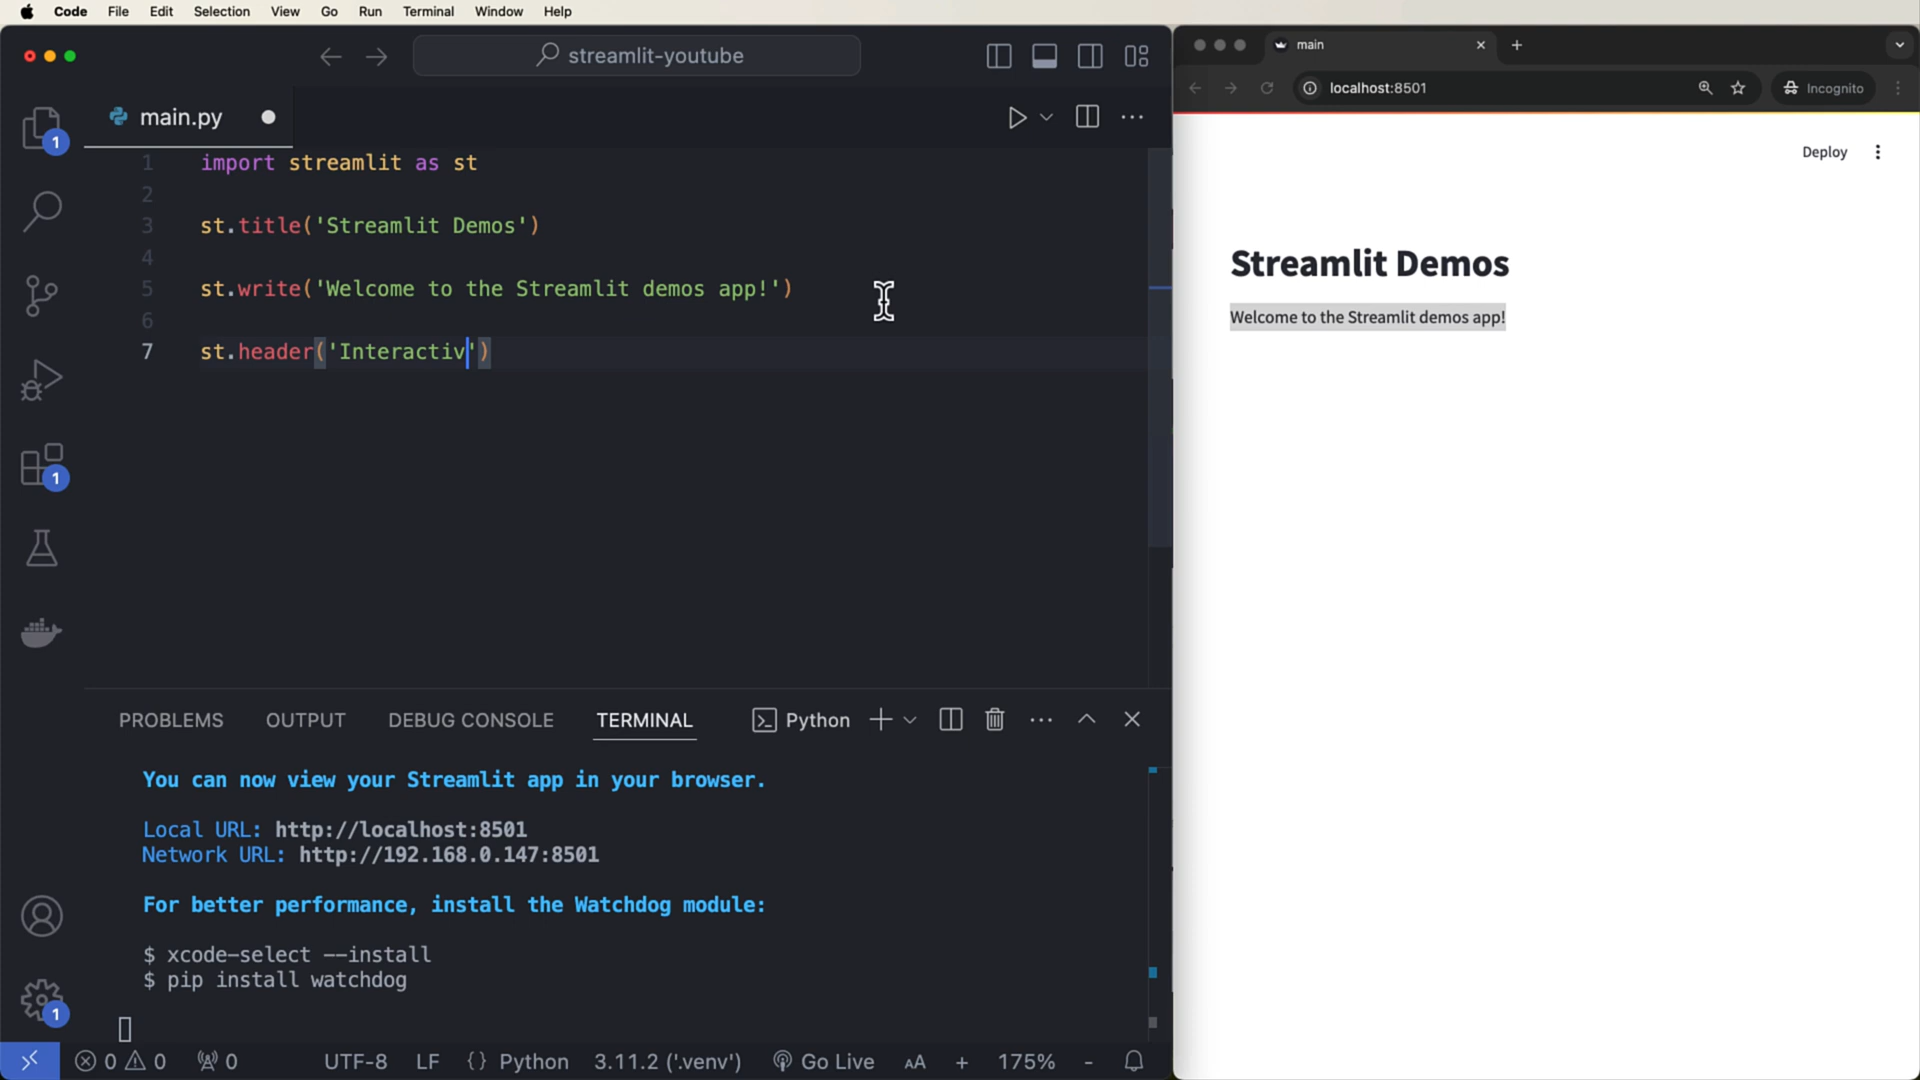 Code File Edit Selection View Go Run Terminal Window Help
streamlit-youtube
main.py
1 import streamlit as st
2
3 st.title('Streamlit Demos')
4
5 st.write('Welcome to the Streamlit demos app!')
6
7 st.header('Interactiv')
1
1
1
PROBLEMS OUTPUT DEBUG CONSOLE TERMINAL Python
You can now view your Streamlit app in your browser.
Local URL: http://localhost:8501
Network URL: http://192.168.0.147:8501
For better performance, install the Watchdog module:
$ xcode-select --install
$ pip install watchdog
0 0 0 UTF-8 LF {} Python 3.11.2 ('.venv') Go Live AA + 175% -
main
localhost:8501 Incognito
Deploy
Streamlit Demos
Welcome to the Streamlit demos app!